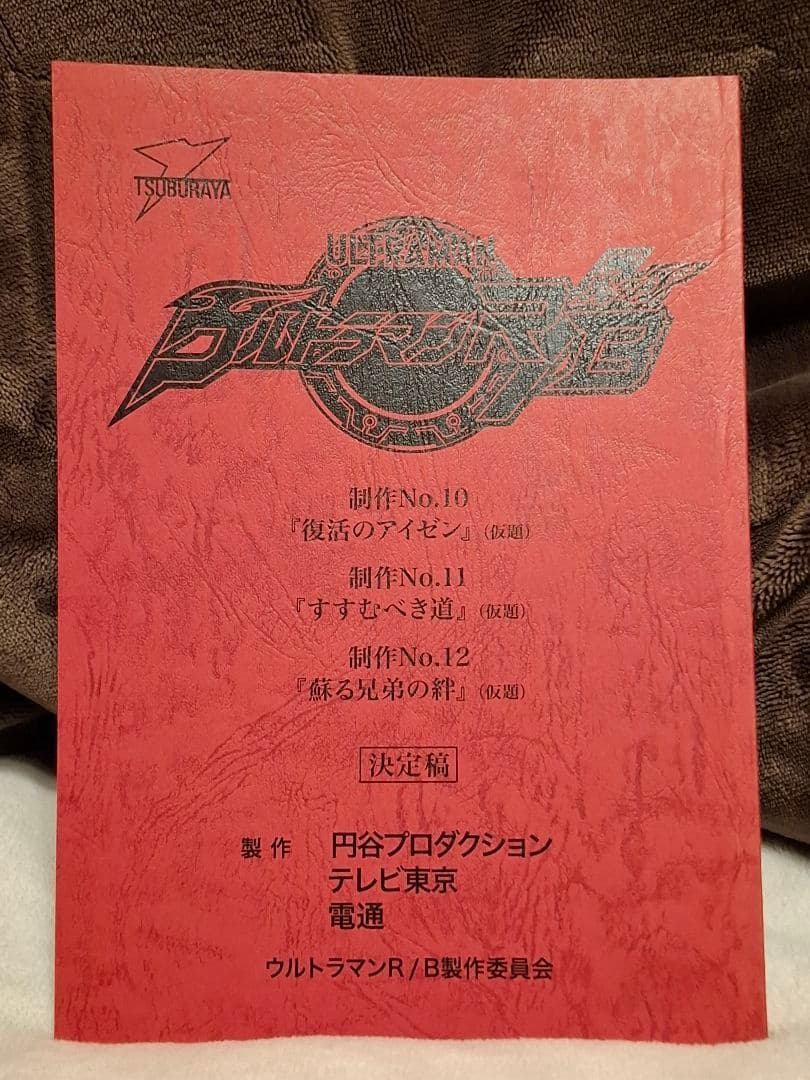 TSUBURAYA
ULTRAMAN
ウルトラマンR/B
制作No.10
『復活のアイゼン』(仮題)
制作No.11
『すすむべき道』(仮題)
制作No.12
『蘇る兄弟の絆』(仮題)
決定稿
製作 円谷プロダクション
テレビ東京
電通
ウルトラマンR/B製作委員会